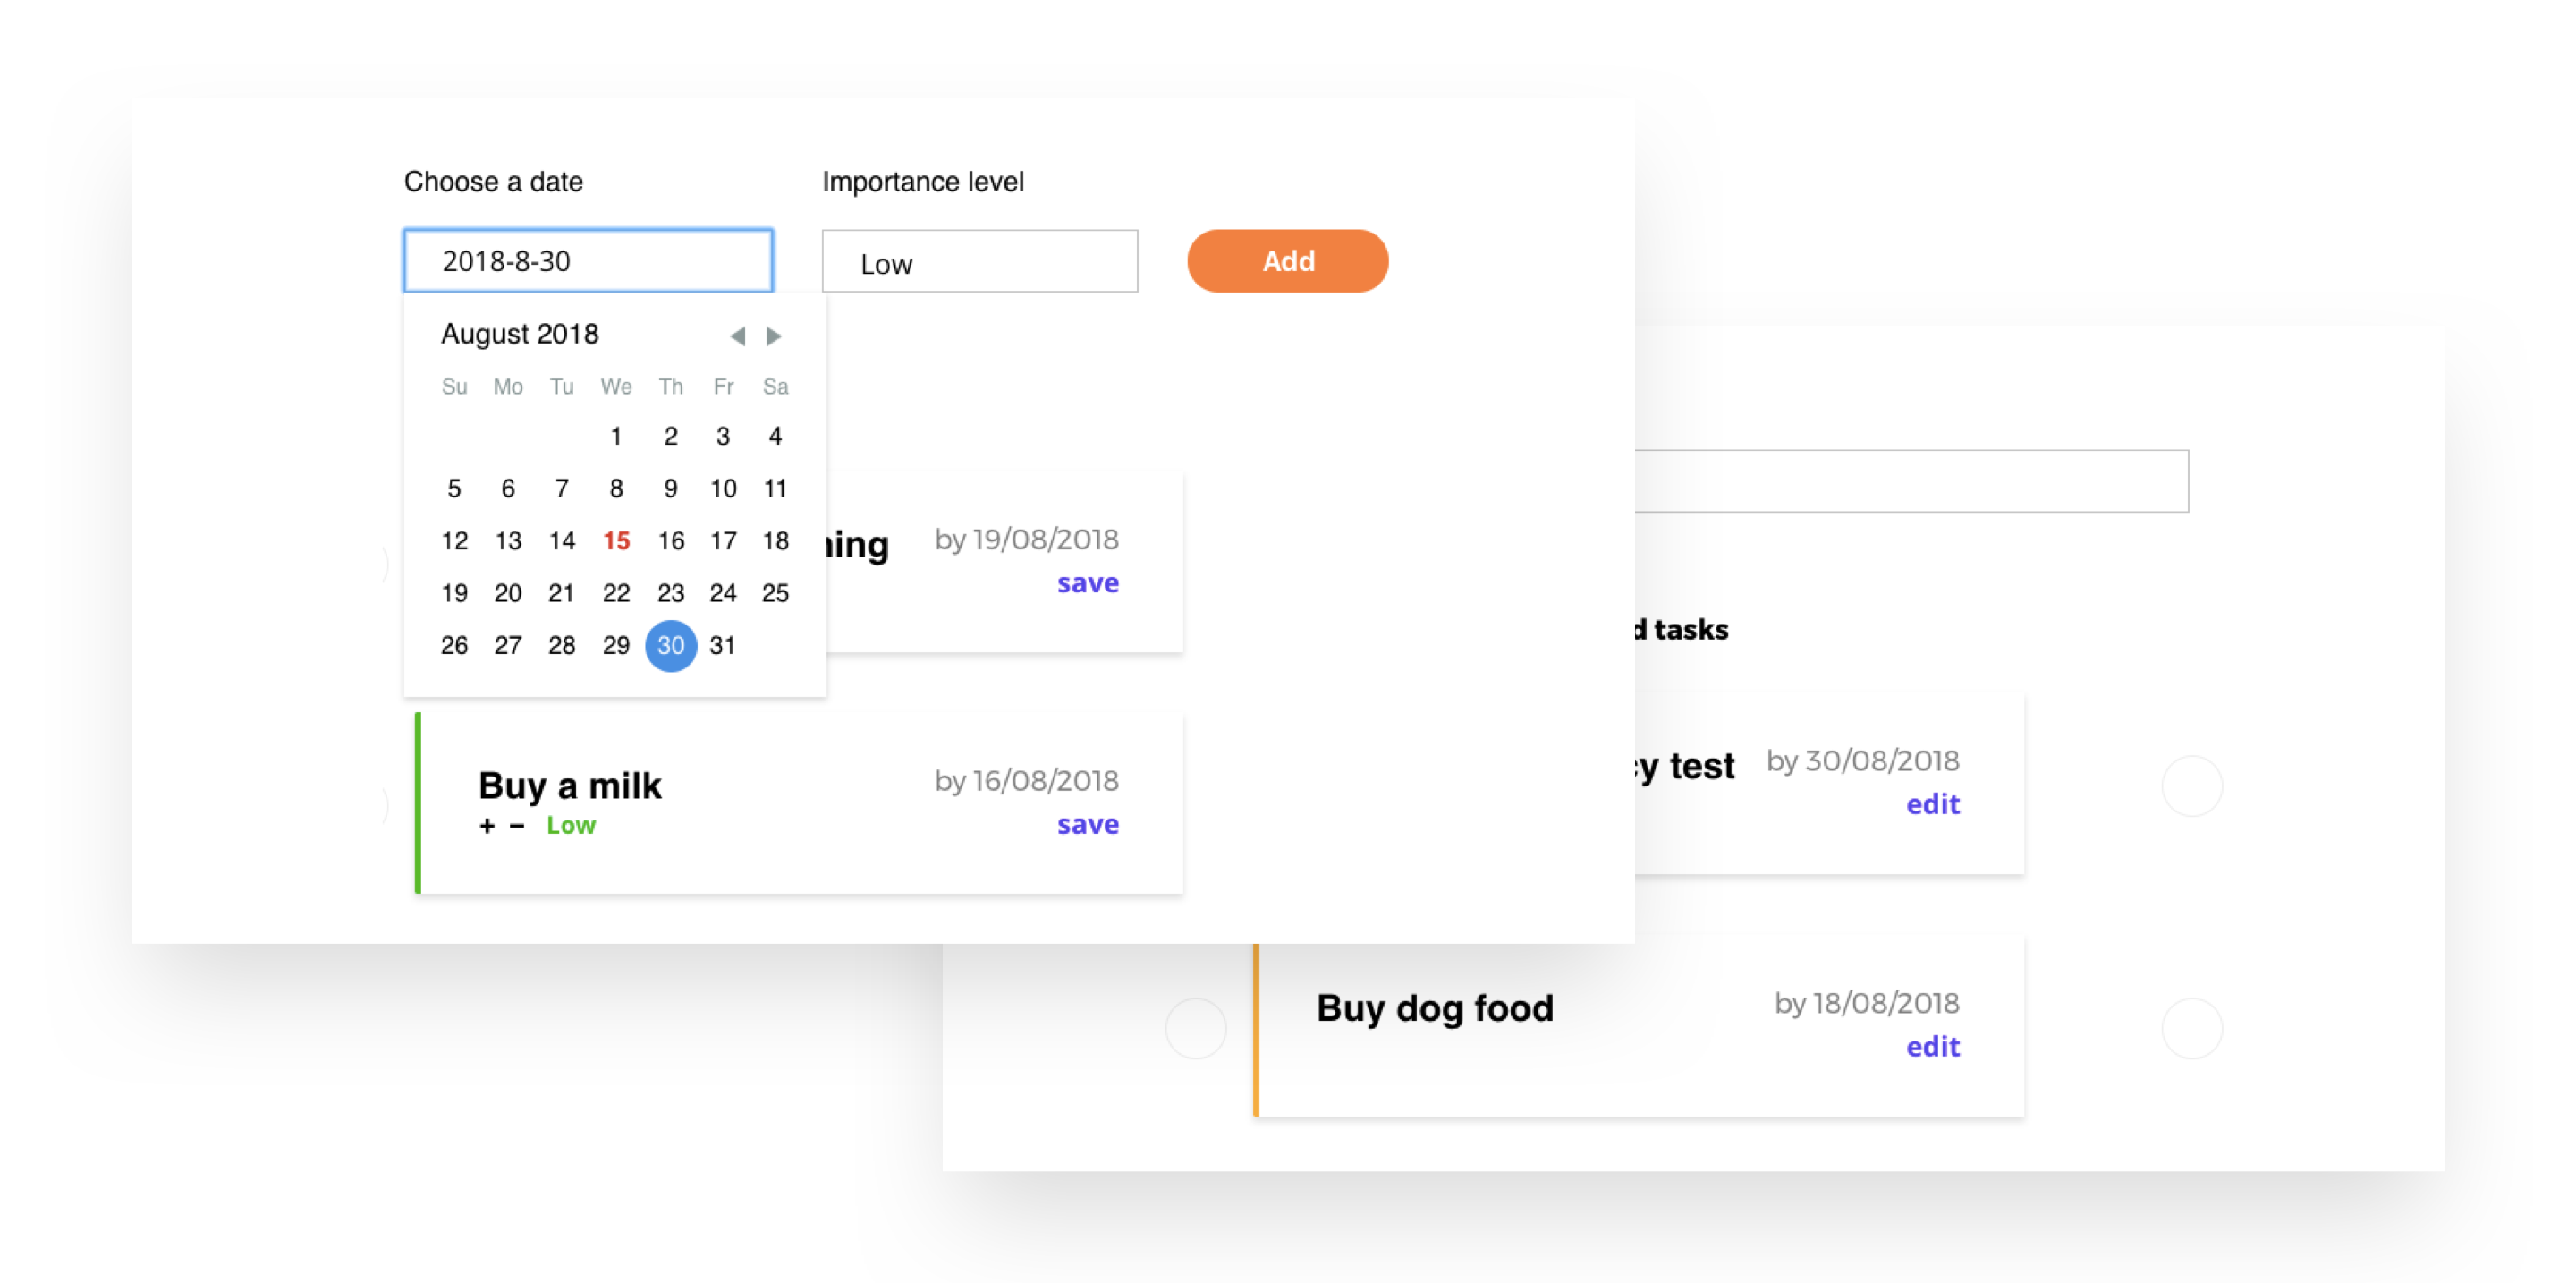 Choose a date
Importance level
2018-8-30
Low
Add
August 2018
Su Mo Tu We Th Fr Sa
1 2 3 4
5 6 7 8 9 10 11
12 13 14 15 16 17 18
19 20 21 22 23 24 25
26 27 28 29 30 31
by 19/08/2018
save
Buy a milk
+ − Low
by 16/08/2018
save
tasks
test
by 30/08/2018
edit
Buy dog food
by 18/08/2018
edit